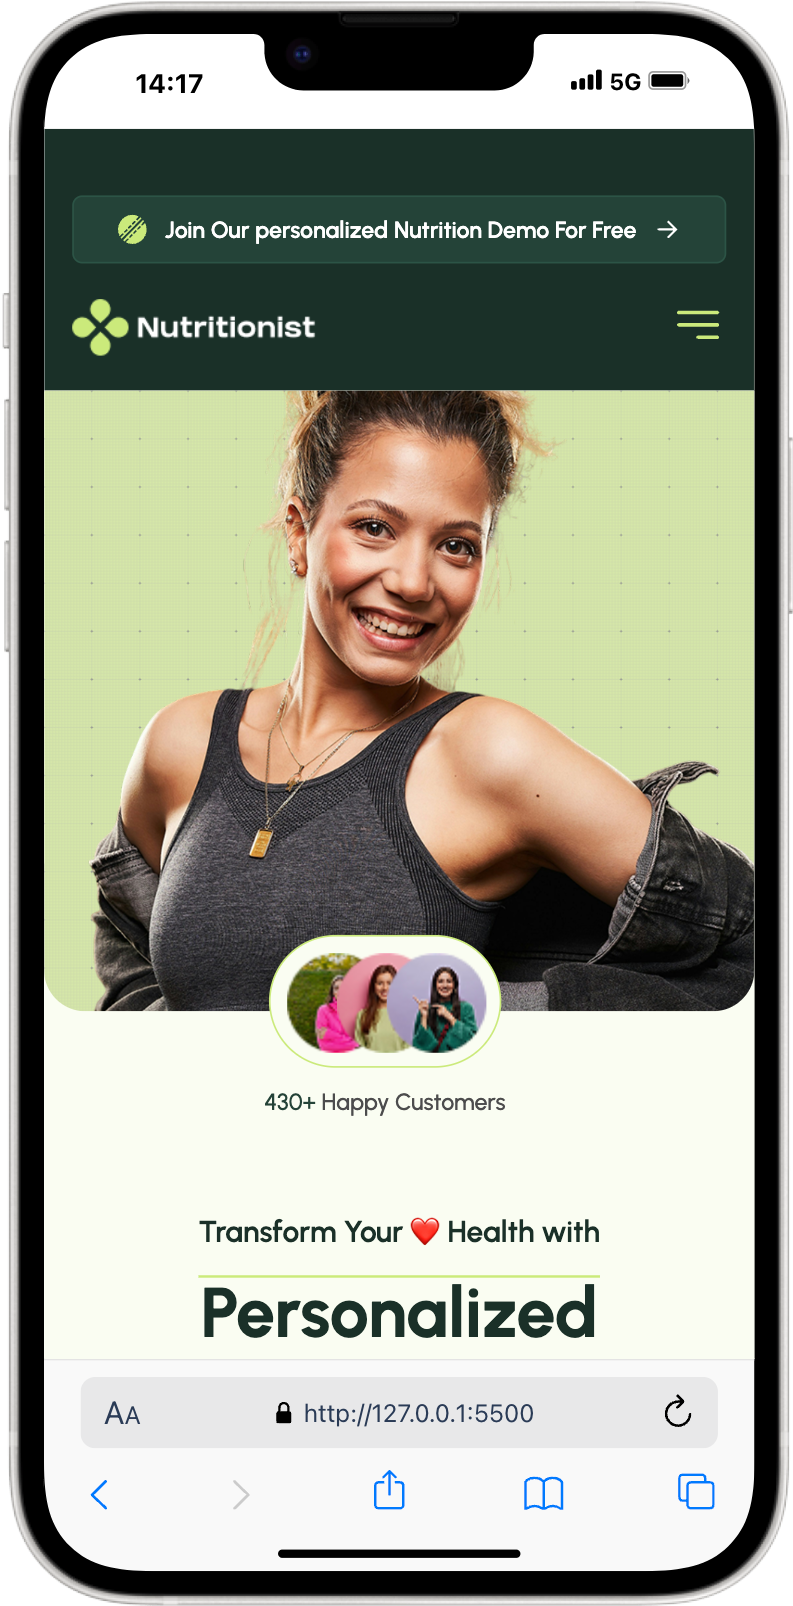 14:17
5G
Join Our personalized Nutrition Demo For Free →
Nutritionist
430+ Happy Customers
Transform Your ❤️ Health with
Personalized
AA
http://127.0.0.1:5500